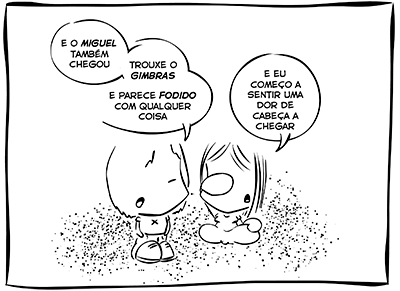 E O MIGUEL
TAMBÉM
CHEGOU
TROUXE O
GIMBRAS
E PARECE FODIDO
COM QUALQUER
COISA
E EU
COMEÇO A
SENTIR UMA
DOR DE
CABEÇA A
CHEGAR